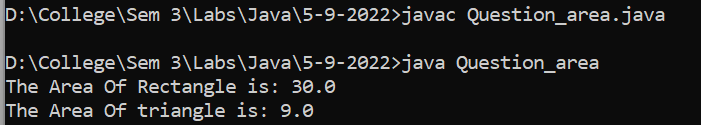 D:\College\Sem 3\Labs\Java\5-9-2022>javac Question_area.java
D:\College\Sem 3\Labs\Java\5-9-2022>java Question_area
The Area Of Rectangle is: 30.0
The Area Of triangle is: 9.0